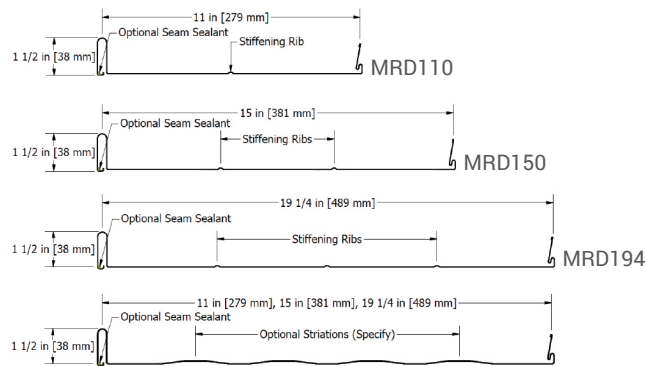 11 in [279 mm]
Optional Seam Sealant
Stiffening Rib
1 1/2 in [38 mm]
MRD110
15 in [381 mm]
Optional Seam Sealant
Stiffening Ribs
1 1/2 in [38 mm]
MRD150
19 1/4 in [489 mm]
Optional Seam Sealant
Stiffening Ribs
1 1/2 in [38 mm]
MRD194
11 in [279 mm], 15 in [381 mm], 19 1/4 in [489 mm]
Optional Seam Sealant
Optional Striations (Specify)
1 1/2 in [38 mm]